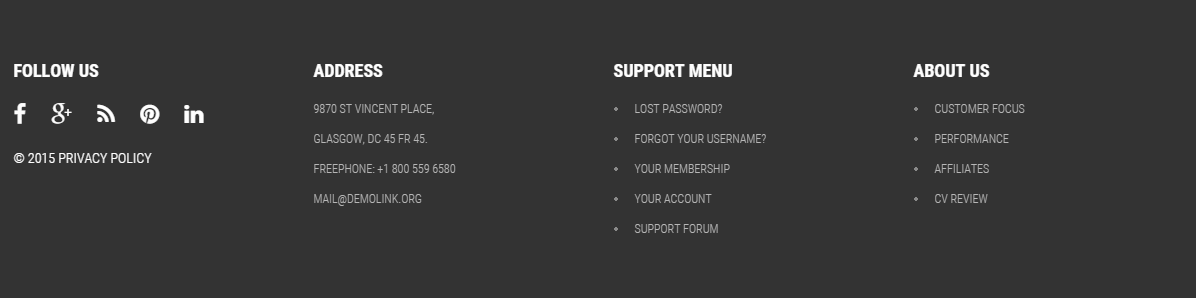 FOLLOW US
© 2015 PRIVACY POLICY
ADDRESS
9870 ST VINCENT PLACE,
GLASGOW, DC 45 FR 45.
FREEPHONE: +1 800 559 6580
MAIL@DEMOLINK.ORG
SUPPORT MENU
LOST PASSWORD?
FORGOT YOUR USERNAME?
YOUR MEMBERSHIP
YOUR ACCOUNT
SUPPORT FORUM
ABOUT US
CUSTOMER FOCUS
PERFORMANCE
AFFILIATES
CV REVIEW